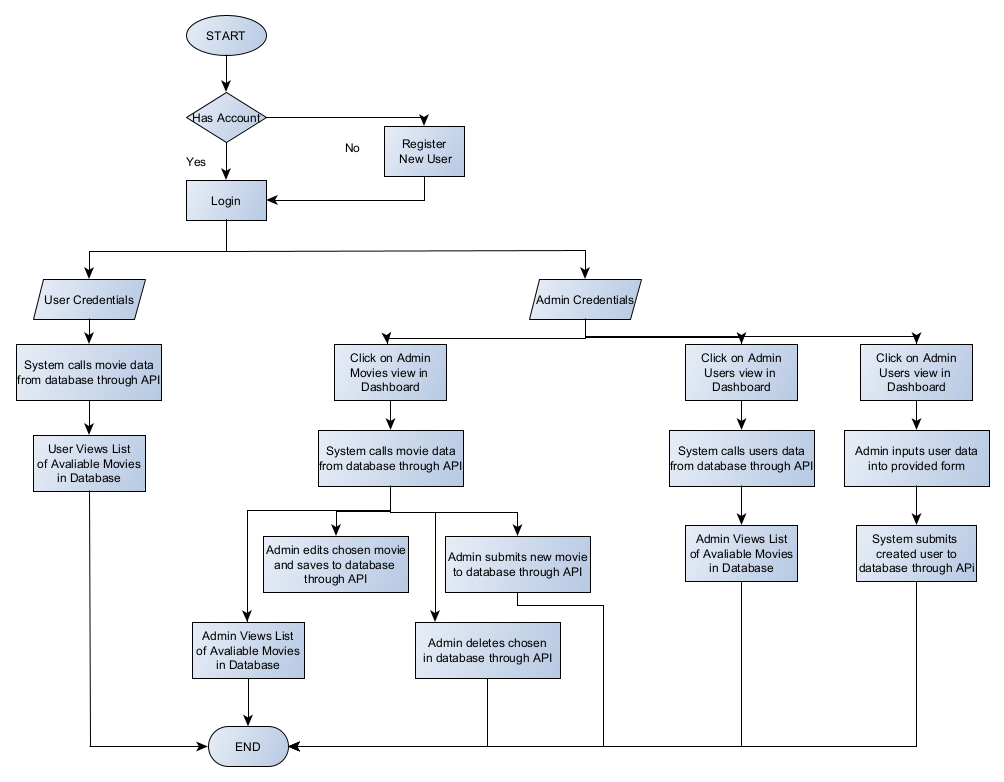 START
Has Account
No
Yes
Register
New User
Login
User Credentials
Admin Credentials
System calls movie data
from database through API
User Views List
of Avaliable Movies
in Database
Click on Admin
Movies view in
Dashboard
System calls movie data
from database through API
Admin edits chosen movie
and saves to database
through API
Admin submits new movie
to database through API
Admin Views List
of Avaliable Movies
in Database
Admin deletes chosen
in database through API
Click on Admin
Users view in
Dashboard
System calls users data
from database through API
Admin Views List
of Avaliable Movies
in Database
Click on Admin
Users view in
Dashboard
Admin inputs user data
into provided form
System submits
created user to
database through APi
END